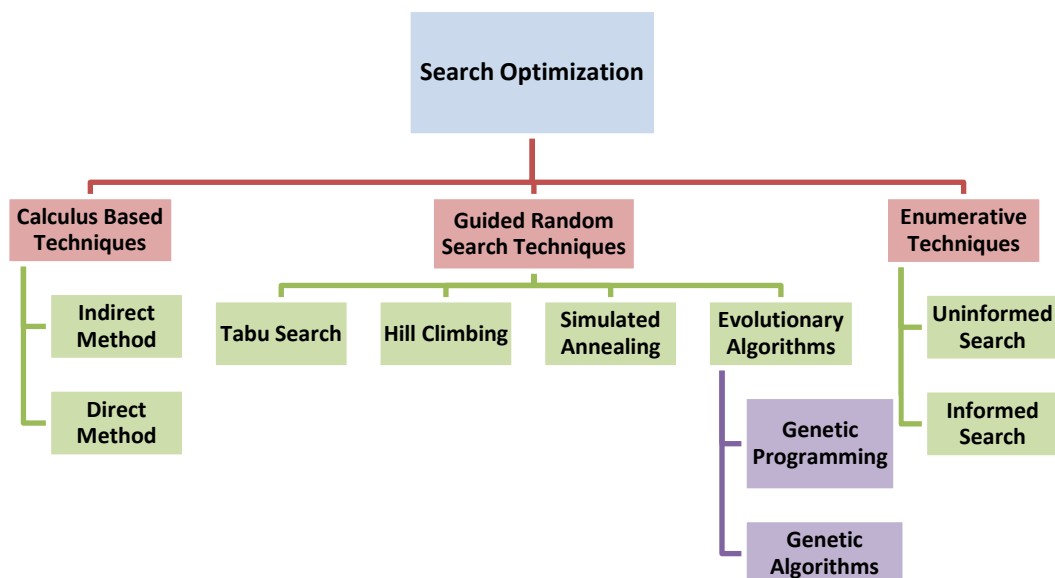 Search Optimization
Calculus Based
Techniques
Guided Random
Search Techniques
Enumerative
Techniques
Indirect
Method
Direct
Method
Tabu Search
Hill Climbing
Simulated
Annealing
Evolutionary
Algorithms
Genetic
Programming
Genetic
Algorithms
Uninformed
Search
Informed
Search